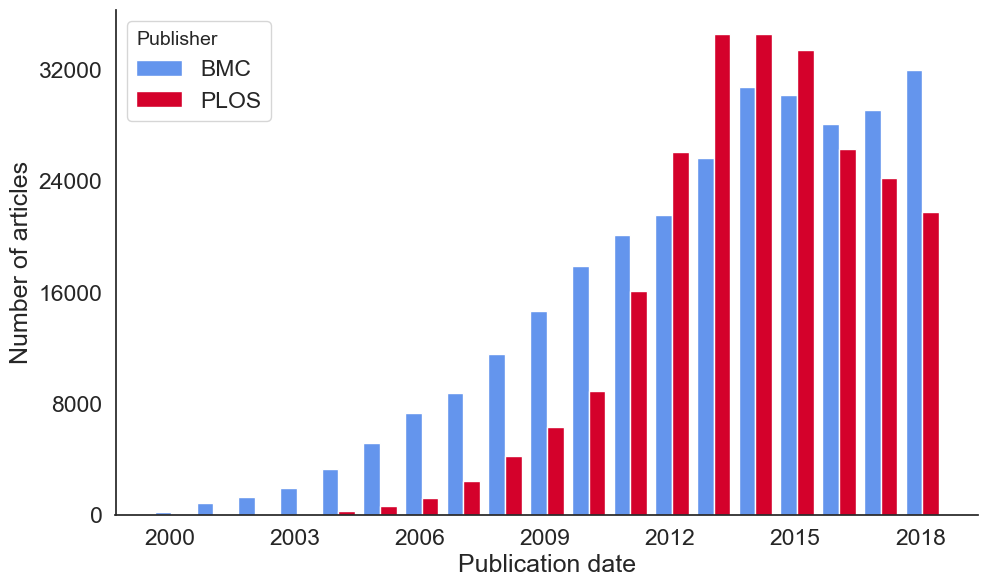 Publisher
BMC
PLOS
Number of articles
32000
24000
16000
8000
0
2000 2003 2006 2009 2012 2015 2018
Publication date